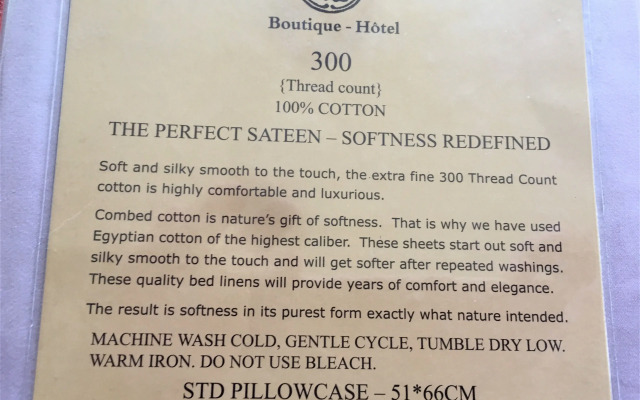 Boutique - Hôtel
300
{Thread count}
100% COTTON
THE PERFECT SATEEN – SOFTNESS REDEFINED
Soft and silky smooth to the touch, the extra fine 300 Thread Count
cotton is highly comfortable and luxurious.
Combed cotton is nature's gift of softness. That is why we have used
Egyptian cotton of the highest caliber. These sheets start out soft and
silky smooth to the touch and will get softer after repeated washings.
These quality bed linens will provide years of comfort and elegance.
The result is softness in its purest form exactly what nature intended.
MACHINE WASH COLD, GENTLE CYCLE, TUMBLE DRY LOW.
WARM IRON. DO NOT USE BLEACH.
STD PILLOWCASE – 51*66CM